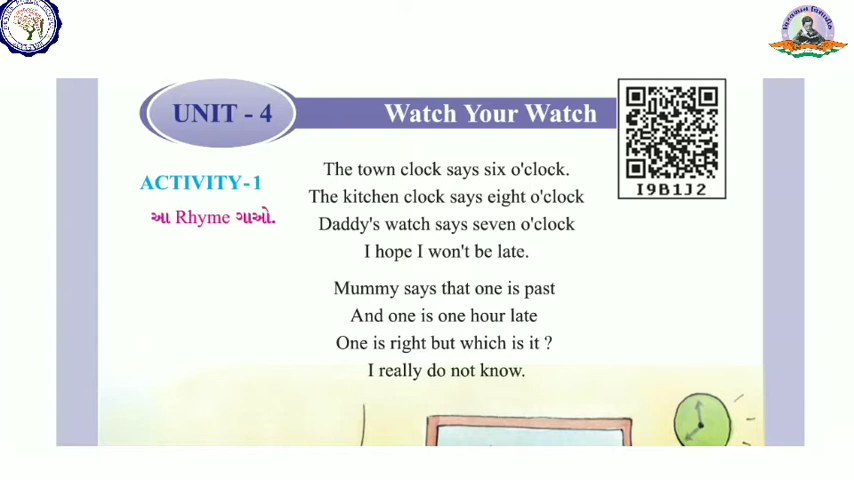 UNIT - 4
Watch Your Watch
I9B1J2
ACTIVITY-1
આ Rhyme ગાઓ.
The town clock says six o'clock.
The kitchen clock says eight o'clock
Daddy's watch says seven o'clock
I hope I won't be late.
Mummy says that one is past
And one is one hour late
One is right but which is it ?
I really do not know.